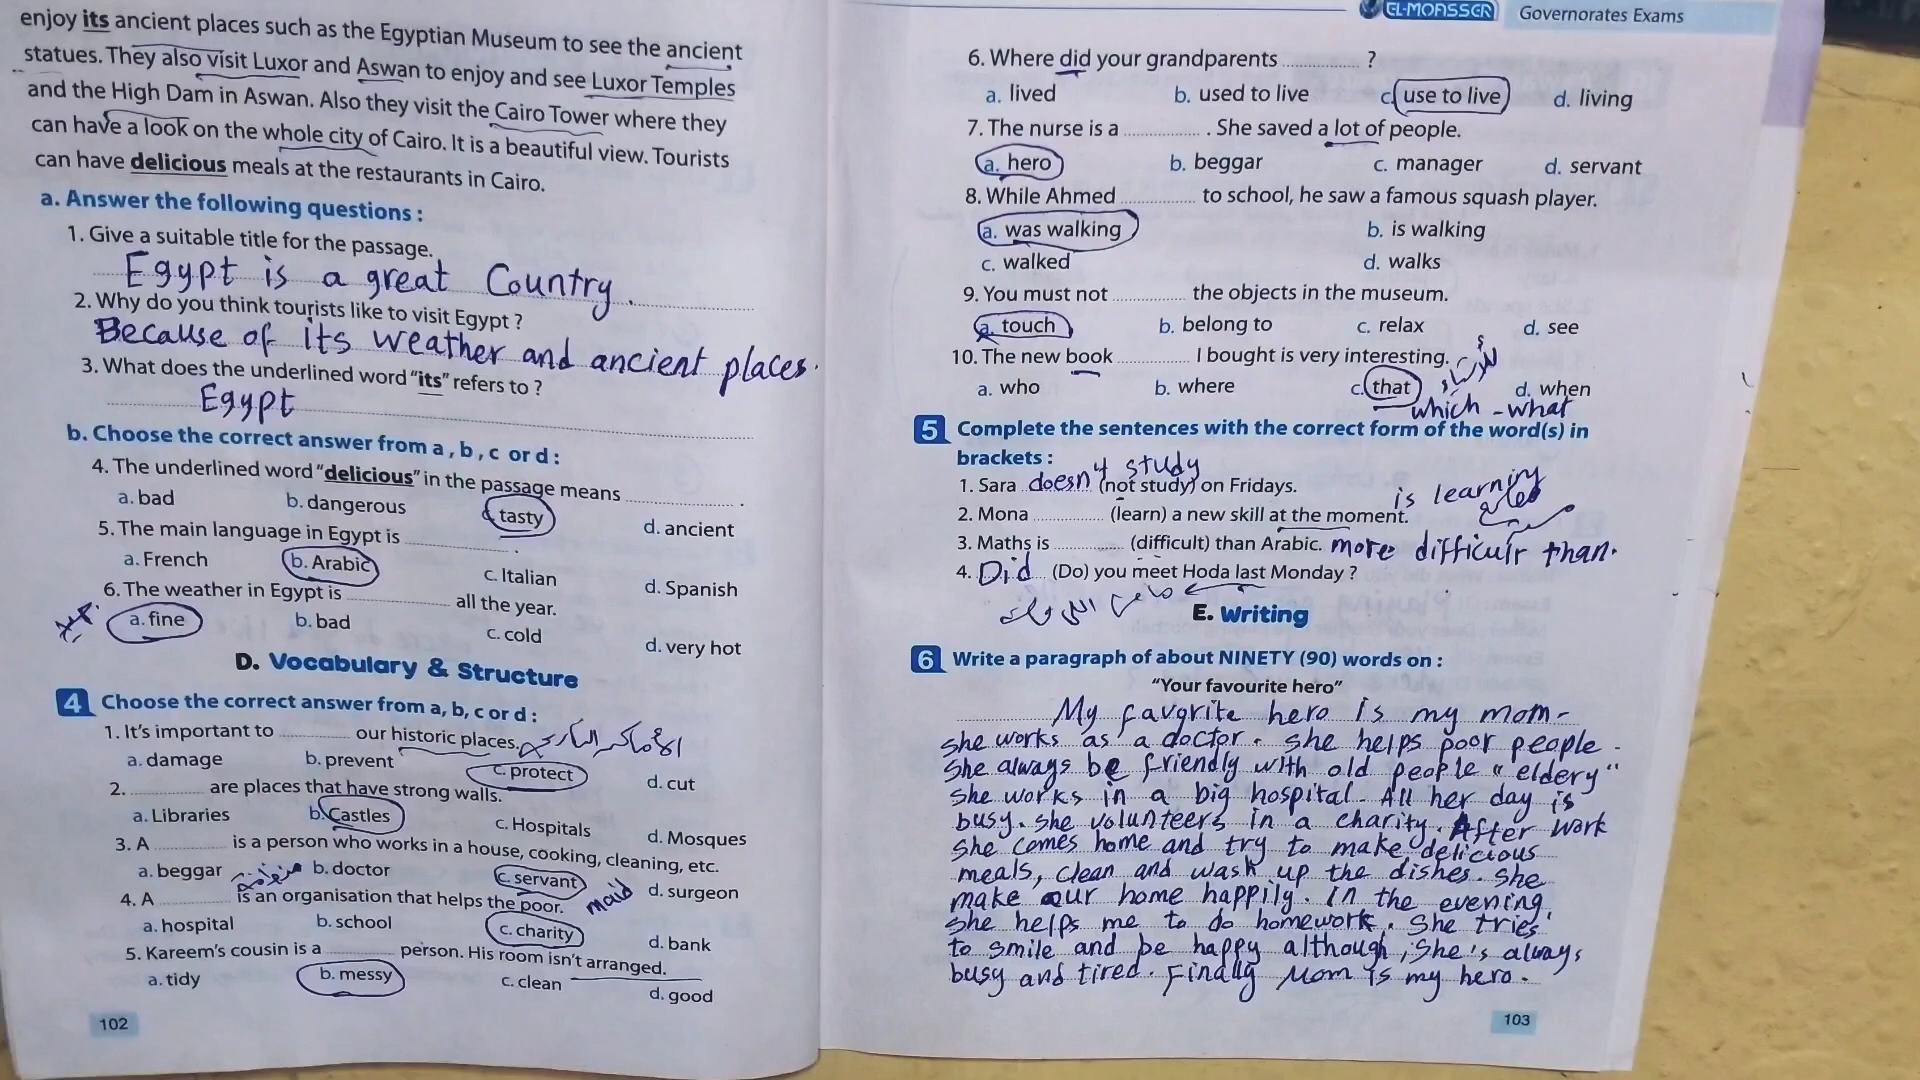 enjoy its ancient places such as the Egyptian Museum to see the ancient
statues. They also visit Luxor and Aswan to enjoy and see Luxor Temples
and the High Dam in Aswan. Also they visit the Cairo Tower where they
can have a look on the whole city of Cairo. It is a beautiful view. Tourists
can have delicious meals at the restaurants in Cairo.
a. Answer the following questions :
1. Give a suitable title for the passage.
Egypt is a great Country.
2. Why do you think tourists like to visit Egypt ?
Because of its weather and ancient places.
3. What does the underlined word "its" refers to ?
Egypt
b. Choose the correct answer from a , b , c or d :
4. The underlined word "delicious" in the passage means .................... .
a. bad b. dangerous c. tasty d. ancient
5. The main language in Egypt is .................... .
a. French b. Arabic c. Italian d. Spanish
6. The weather in Egypt is .................... all the year.
a. fine b. bad c. cold d. very hot
D. Vocabulary & Structure
4 Choose the correct answer from a, b, c or d :
1. It's important to .............. our historic places.
a. damage b. prevent c. protect d. cut
2. .............. are places that have strong walls.
a. Libraries b. Castles c. Hospitals d. Mosques
3. A .............. is a person who works in a house, cooking, cleaning, etc.
a. beggar b. doctor c. servant d. surgeon
maid
4. A .............. is an organisation that helps the poor.
a. hospital b. school c. charity d. bank
5. Kareem's cousin is a .............. person. His room isn't arranged.
a. tidy b. messy c. clean d. good
102
EL-MOASSER Governorates Exams
6. Where did your grandparents .............. ?
a. lived b. used to live c. use to live d. living
7. The nurse is a .............. . She saved a lot of people.
a. hero b. beggar c. manager d. servant
8. While Ahmed .............. to school, he saw a famous squash player.
a. was walking b. is walking
c. walked d. walks
9. You must not .............. the objects in the museum.
a. touch b. belong to c. relax d. see
10. The new book .............. I bought is very interesting.
a. who b. where c. that d. when
which - what
5 Complete the sentences with the correct form of the word(s) in
brackets :
1. Sara doesn't study (not study) on Fridays.
2. Mona .............. (learn) a new skill at the moment. is learning
3. Maths is .............. (difficult) than Arabic. more difficult than.
4. Did (Do) you meet Hoda last Monday ?
E. Writing
6 Write a paragraph of about NINETY (90) words on :
"Your favourite hero"
My favorite hero is my mom-
she works as a doctor. she helps poor people.
she always be friendly with old people "eldery"
she works in a big hospital. All her day is
busy. she volunteers in a charity. After work
she comes home and try to make delicious
meals, clean and wash up the dishes. she
make our home happily. In the evening,
she helps me to do homework. She tries
to smile and be happy although, she's always
busy and tired. Finally Mom is my hero.
103